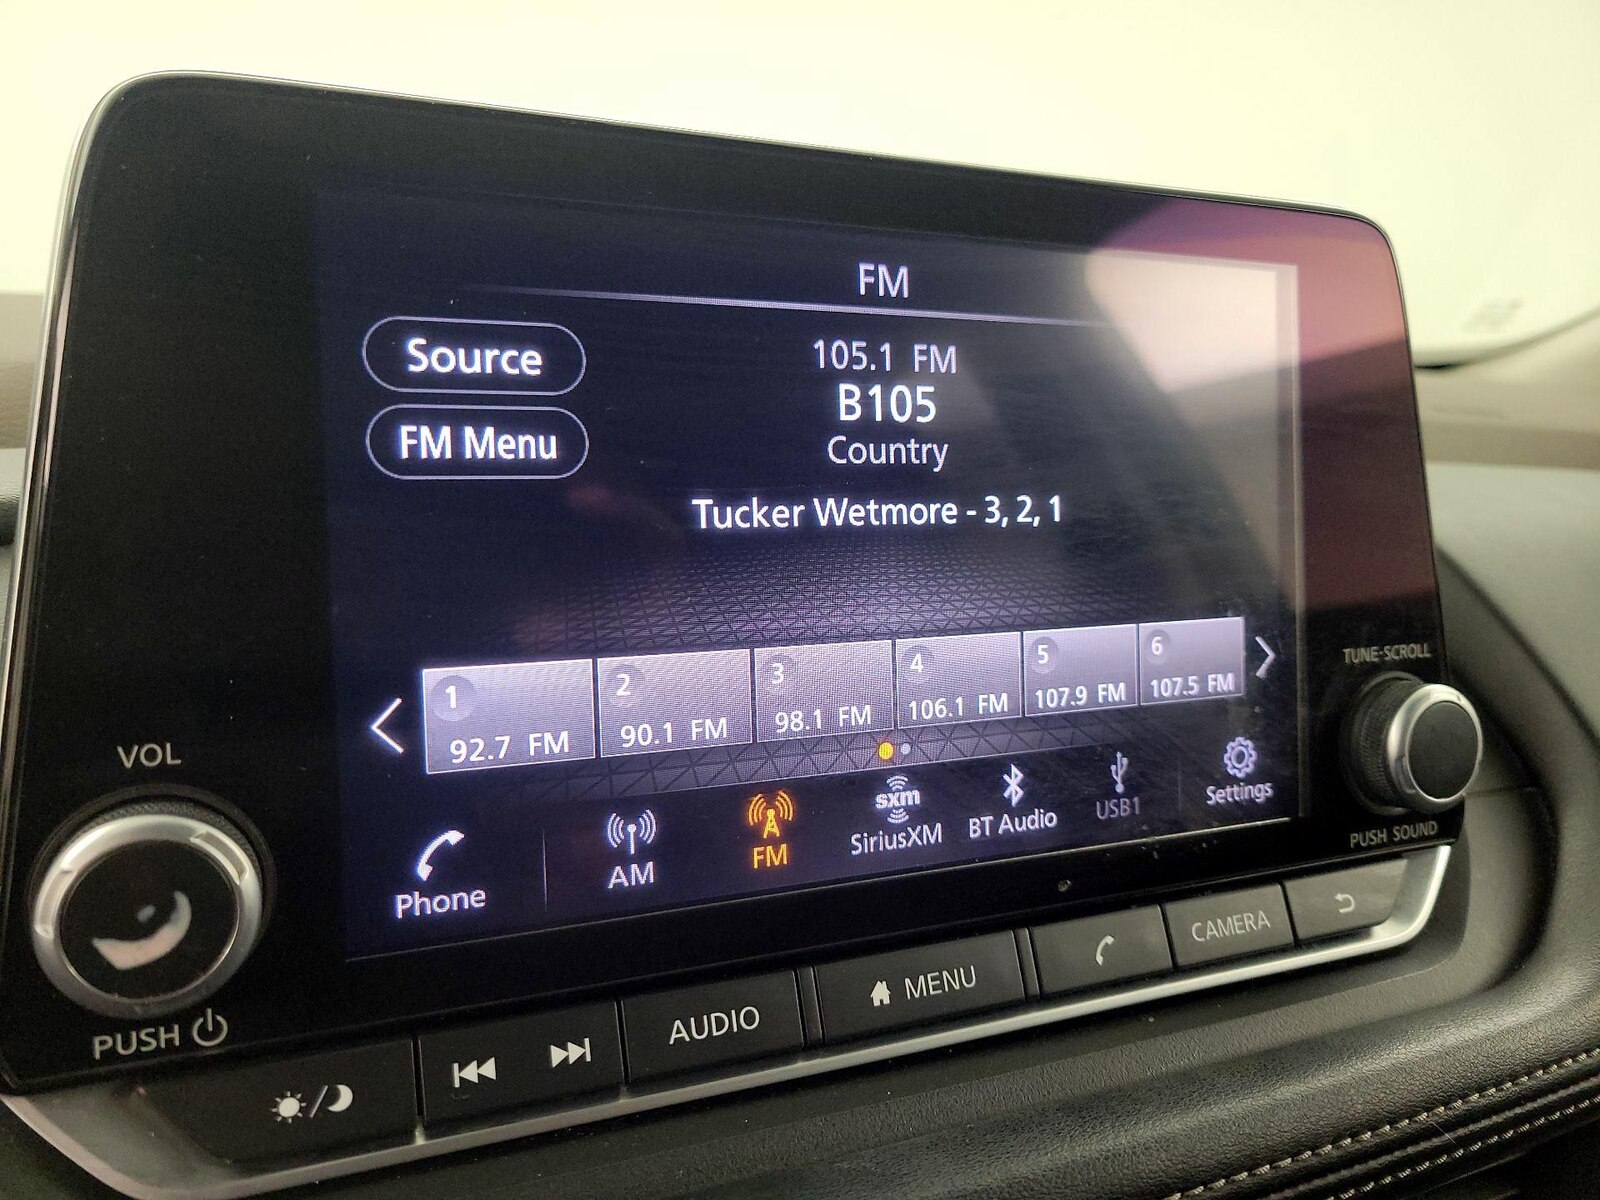 FM
Source
105.1 FM
B105
FM Menu
Country
Tucker Wetmore - 3, 2, 1
1
92.7 FM
2
90.1 FM
3
98.1 FM
4
106.1 FM
5
107.9 FM
6
107.5 FM
Phone
AM
FM
sxm
SiriusXM
BT Audio
USB1
Settings
VOL
PUSH
TUNE·SCROLL
PUSH SOUND
AUDIO
MENU
CAMERA